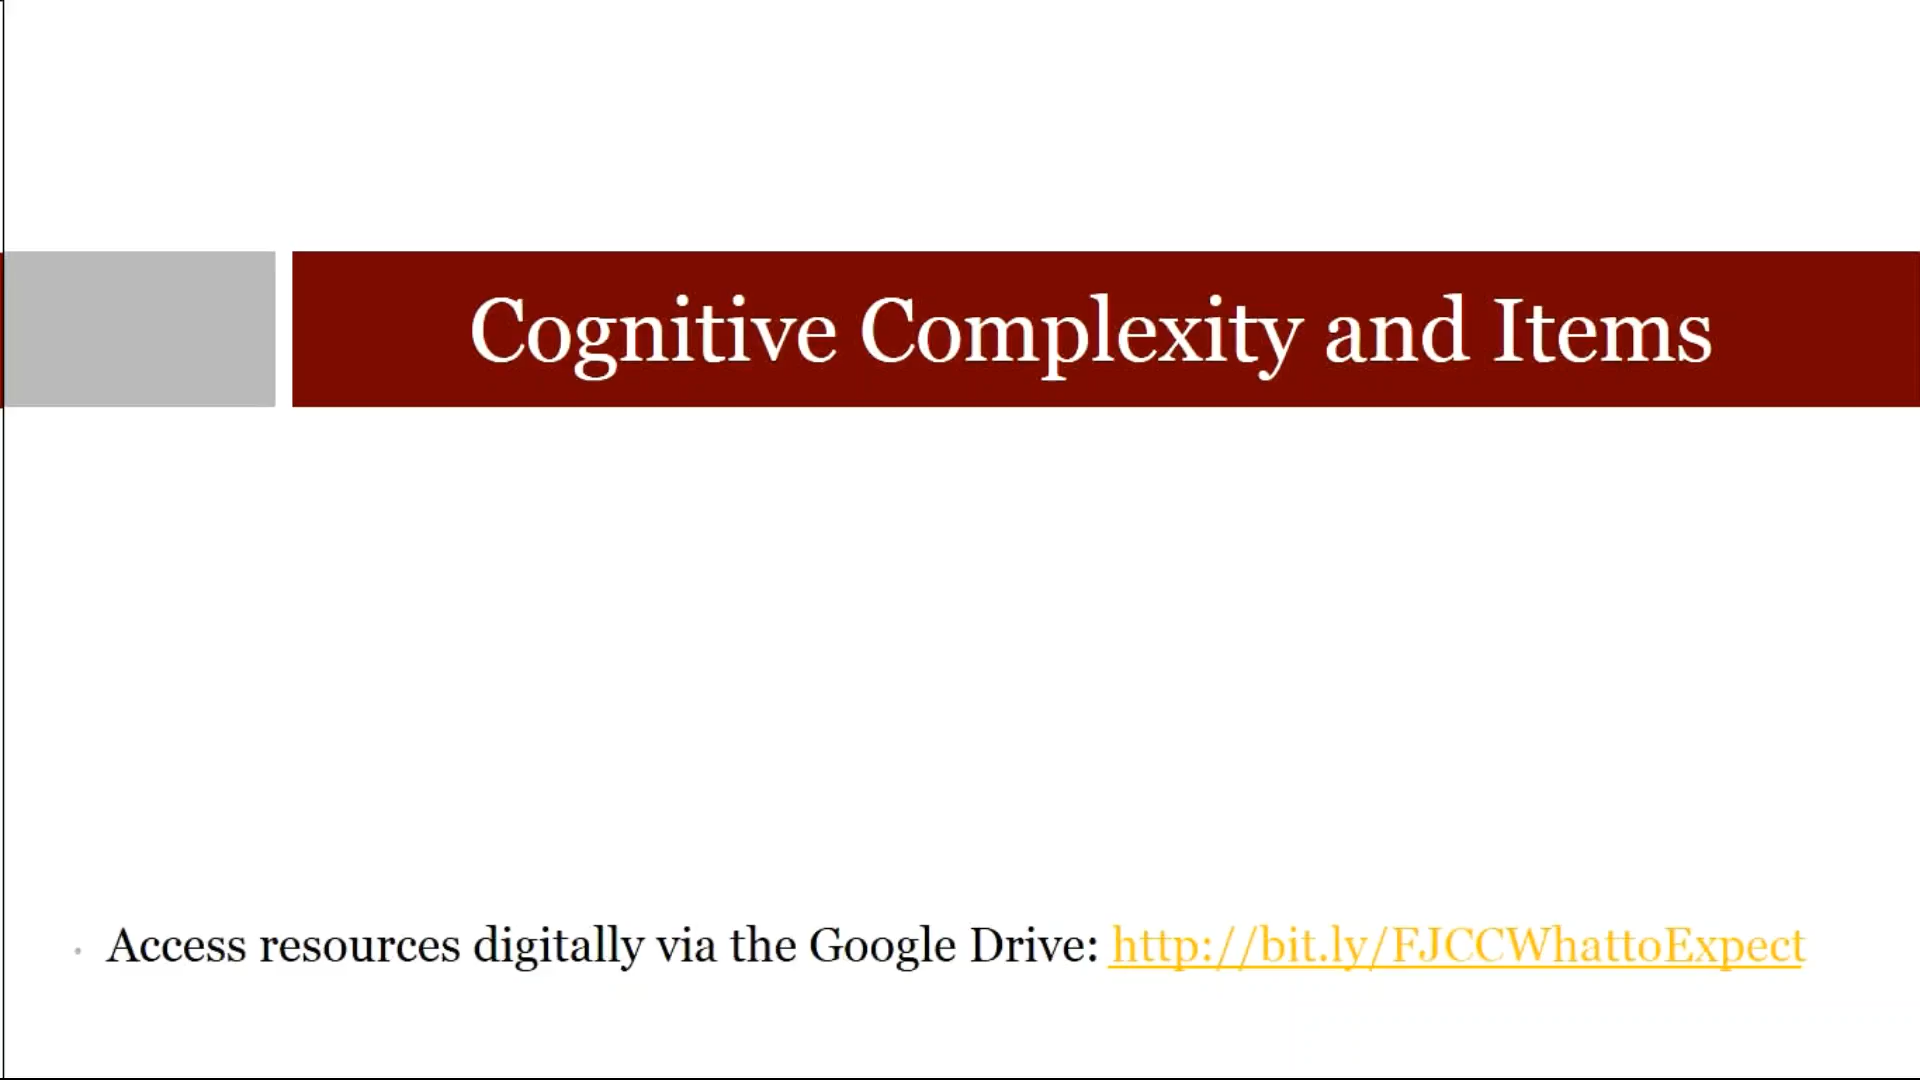 Cognitive Complexity and Items
• Access resources digitally via the Google Drive: http://bit.ly/FJCCWhattoExpect